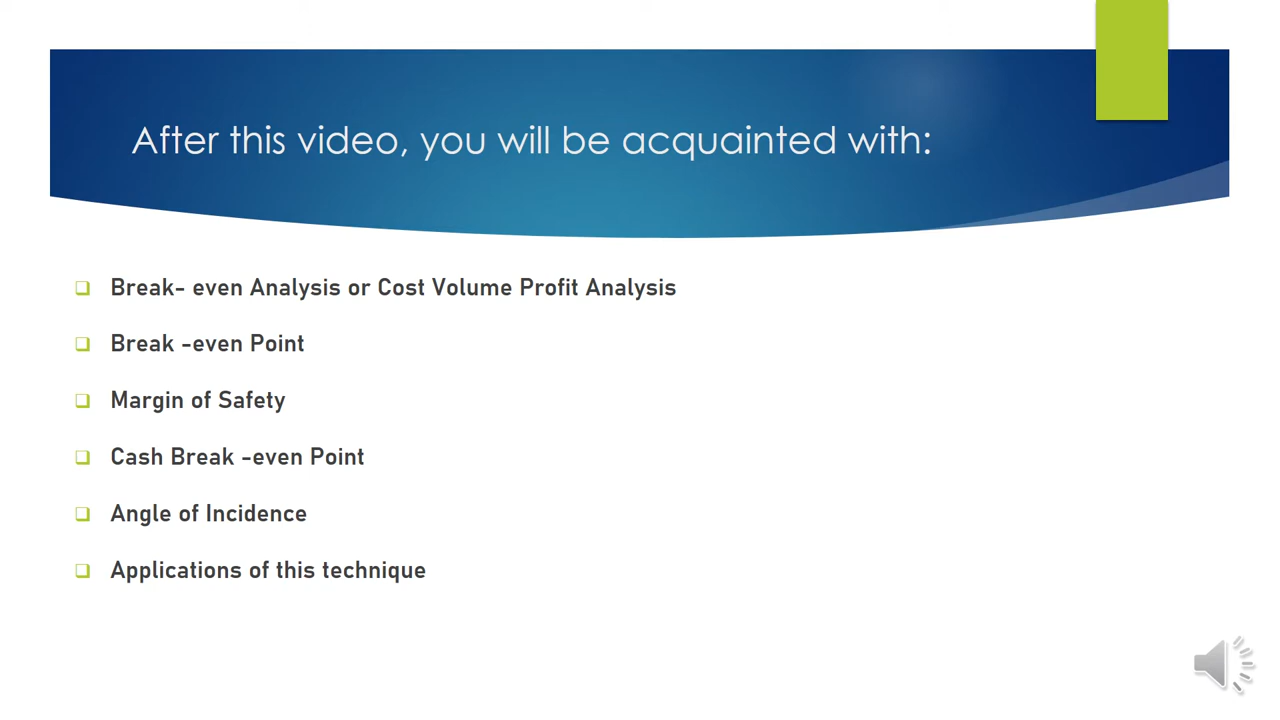 After this video, you will be acquainted with:
Break- even Analysis or Cost Volume Profit Analysis
Break -even Point
Margin of Safety
Cash Break -even Point
Angle of Incidence
Applications of this technique